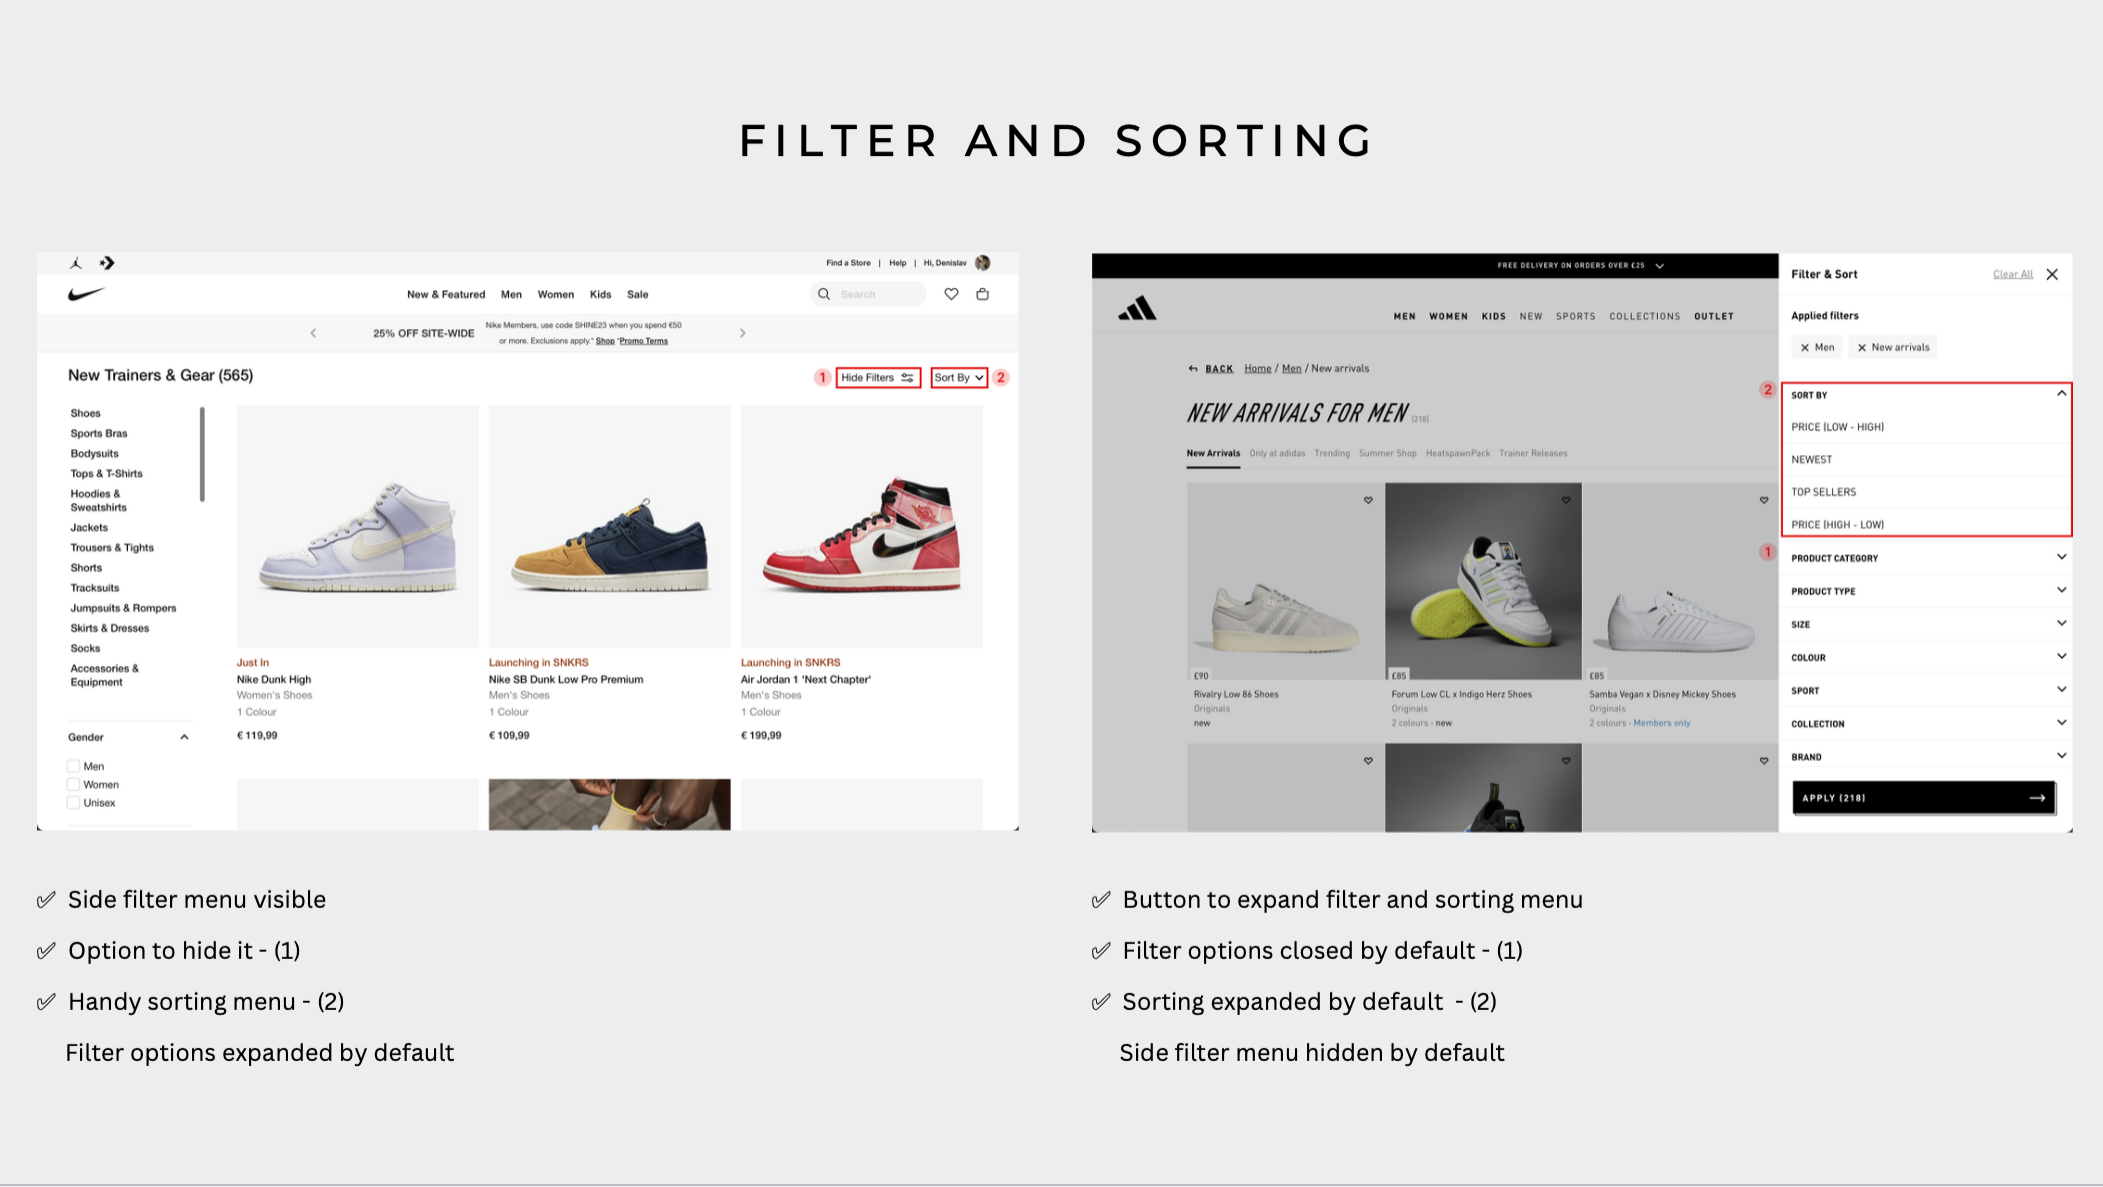 FILTER AND SORTING
Find a Store | Help | Hi, Denislav
New & Featured Men Women Kids Sale
Search
25% OFF SITE-WIDE
Nike Members, use code SHINE23 when you spend €50
or more. Exclusions apply.* Shop *Promo Terms
New Trainers & Gear (565)
1 Hide Filters Sort By 2
Shoes
Sports Bras
Bodysuits
Tops & T-Shirts
Hoodies &
Sweatshirts
Jackets
Trousers & Tights
Shorts
Tracksuits
Jumpsuits & Rompers
Skirts & Dresses
Socks
Accessories &
Equipment
Gender
Men
Women
Unisex
Just In
Nike Dunk High
Women's Shoes
1 Colour
€ 119,99
Launching in SNKRS
Nike SB Dunk Low Pro Premium
Men's Shoes
1 Colour
€ 109,99
Launching in SNKRS
Air Jordan 1 'Next Chapter'
Men's Shoes
1 Colour
€ 199,99
✅ Side filter menu visible
✅ Option to hide it - (1)
✅ Handy sorting menu - (2)
Filter options expanded by default
FREE DELIVERY ON ORDERS OVER £25
MEN WOMEN KIDS NEW SPORTS COLLECTIONS OUTLET
BACK Home / Men / New arrivals
NEW ARRIVALS FOR MEN [218]
New Arrivals Only at adidas Trending Summer Shop HeatspawnPack Trainer Releases
£90
Rivalry Low 86 Shoes
Originals
new
£85
Forum Low CL x Indigo Herz Shoes
Originals
2 colours · new
£85
Samba Vegan x Disney Mickey Shoes
Originals
2 colours · Members only
Filter & Sort Clear All
Applied filters
Men New arrivals
2
SORT BY
PRICE (LOW - HIGH)
NEWEST
TOP SELLERS
PRICE (HIGH - LOW)
1
PRODUCT CATEGORY
PRODUCT TYPE
SIZE
COLOUR
SPORT
COLLECTION
BRAND
APPLY (218)
✅ Button to expand filter and sorting menu
✅ Filter options closed by default - (1)
✅ Sorting expanded by default - (2)
Side filter menu hidden by default